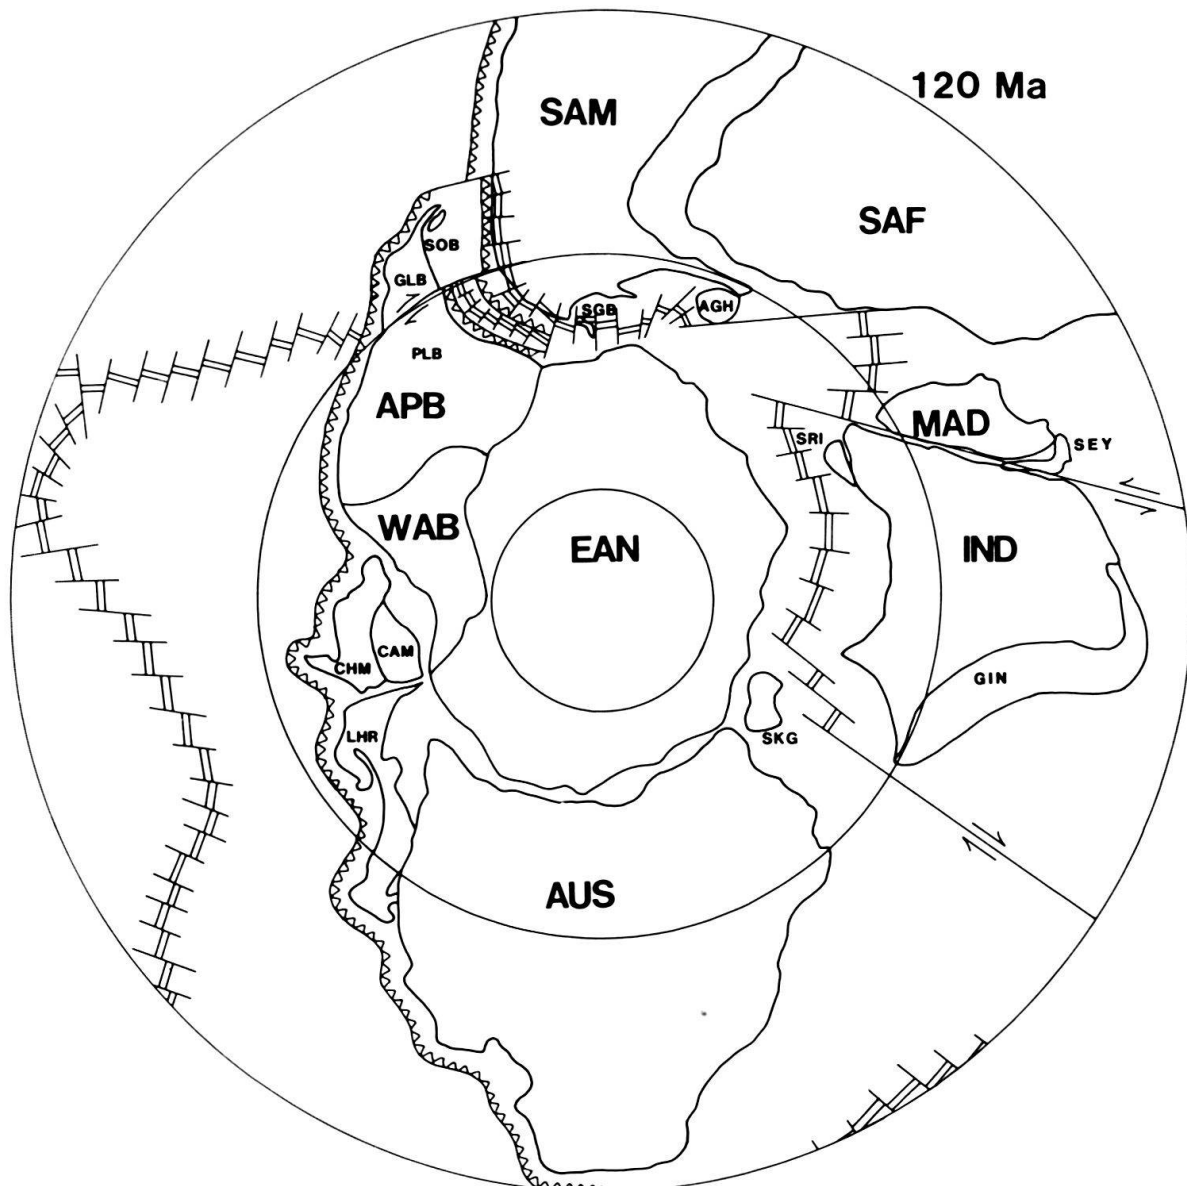 120 Ma
SAM
SAF
SOB
GLB
SGB
AGH
PLB
APB
MAD
SRI
SEY
WAB
EAN
IND
CAM
CHM
GIN
LHR
SKG
AUS